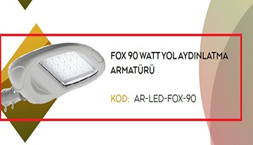 FOX 90 WATT YOL AYDINLATMA
ARMATÜRÜ
KOD: AR-LED-FOX-90